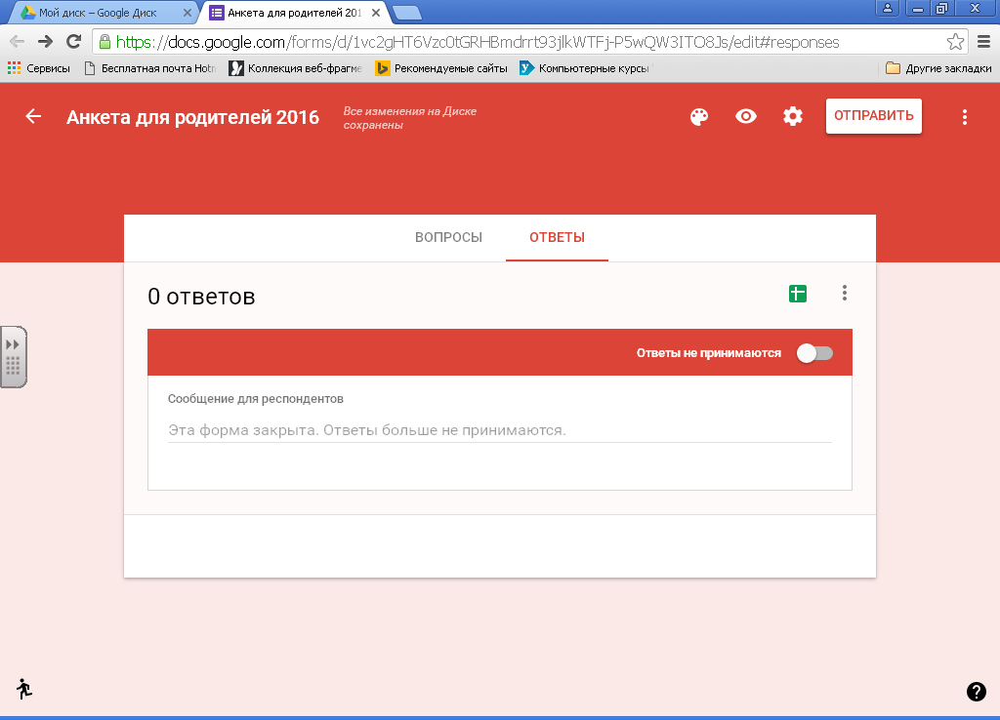 Мой диск – Google Диск
Анкета для родителей 201
https://docs.google.com/forms/d/1vc2gHT6Vzc0tGRHBmdrrt93jlkWTFj-P5wQW3ITO8Js/edit#responses
Сервисы
Бесплатная почта Hotm
Коллекция веб-фрагме
Рекомендуемые сайты
Компьютерные курсы
Другие закладки
Анкета для родителей 2016
Все изменения на Диске
сохранены
ОТПРАВИТЬ
ВОПРОСЫ
ОТВЕТЫ
0 ответов
Ответы не принимаются
Сообщение для респондентов
Эта форма закрыта. Ответы больше не принимаются.